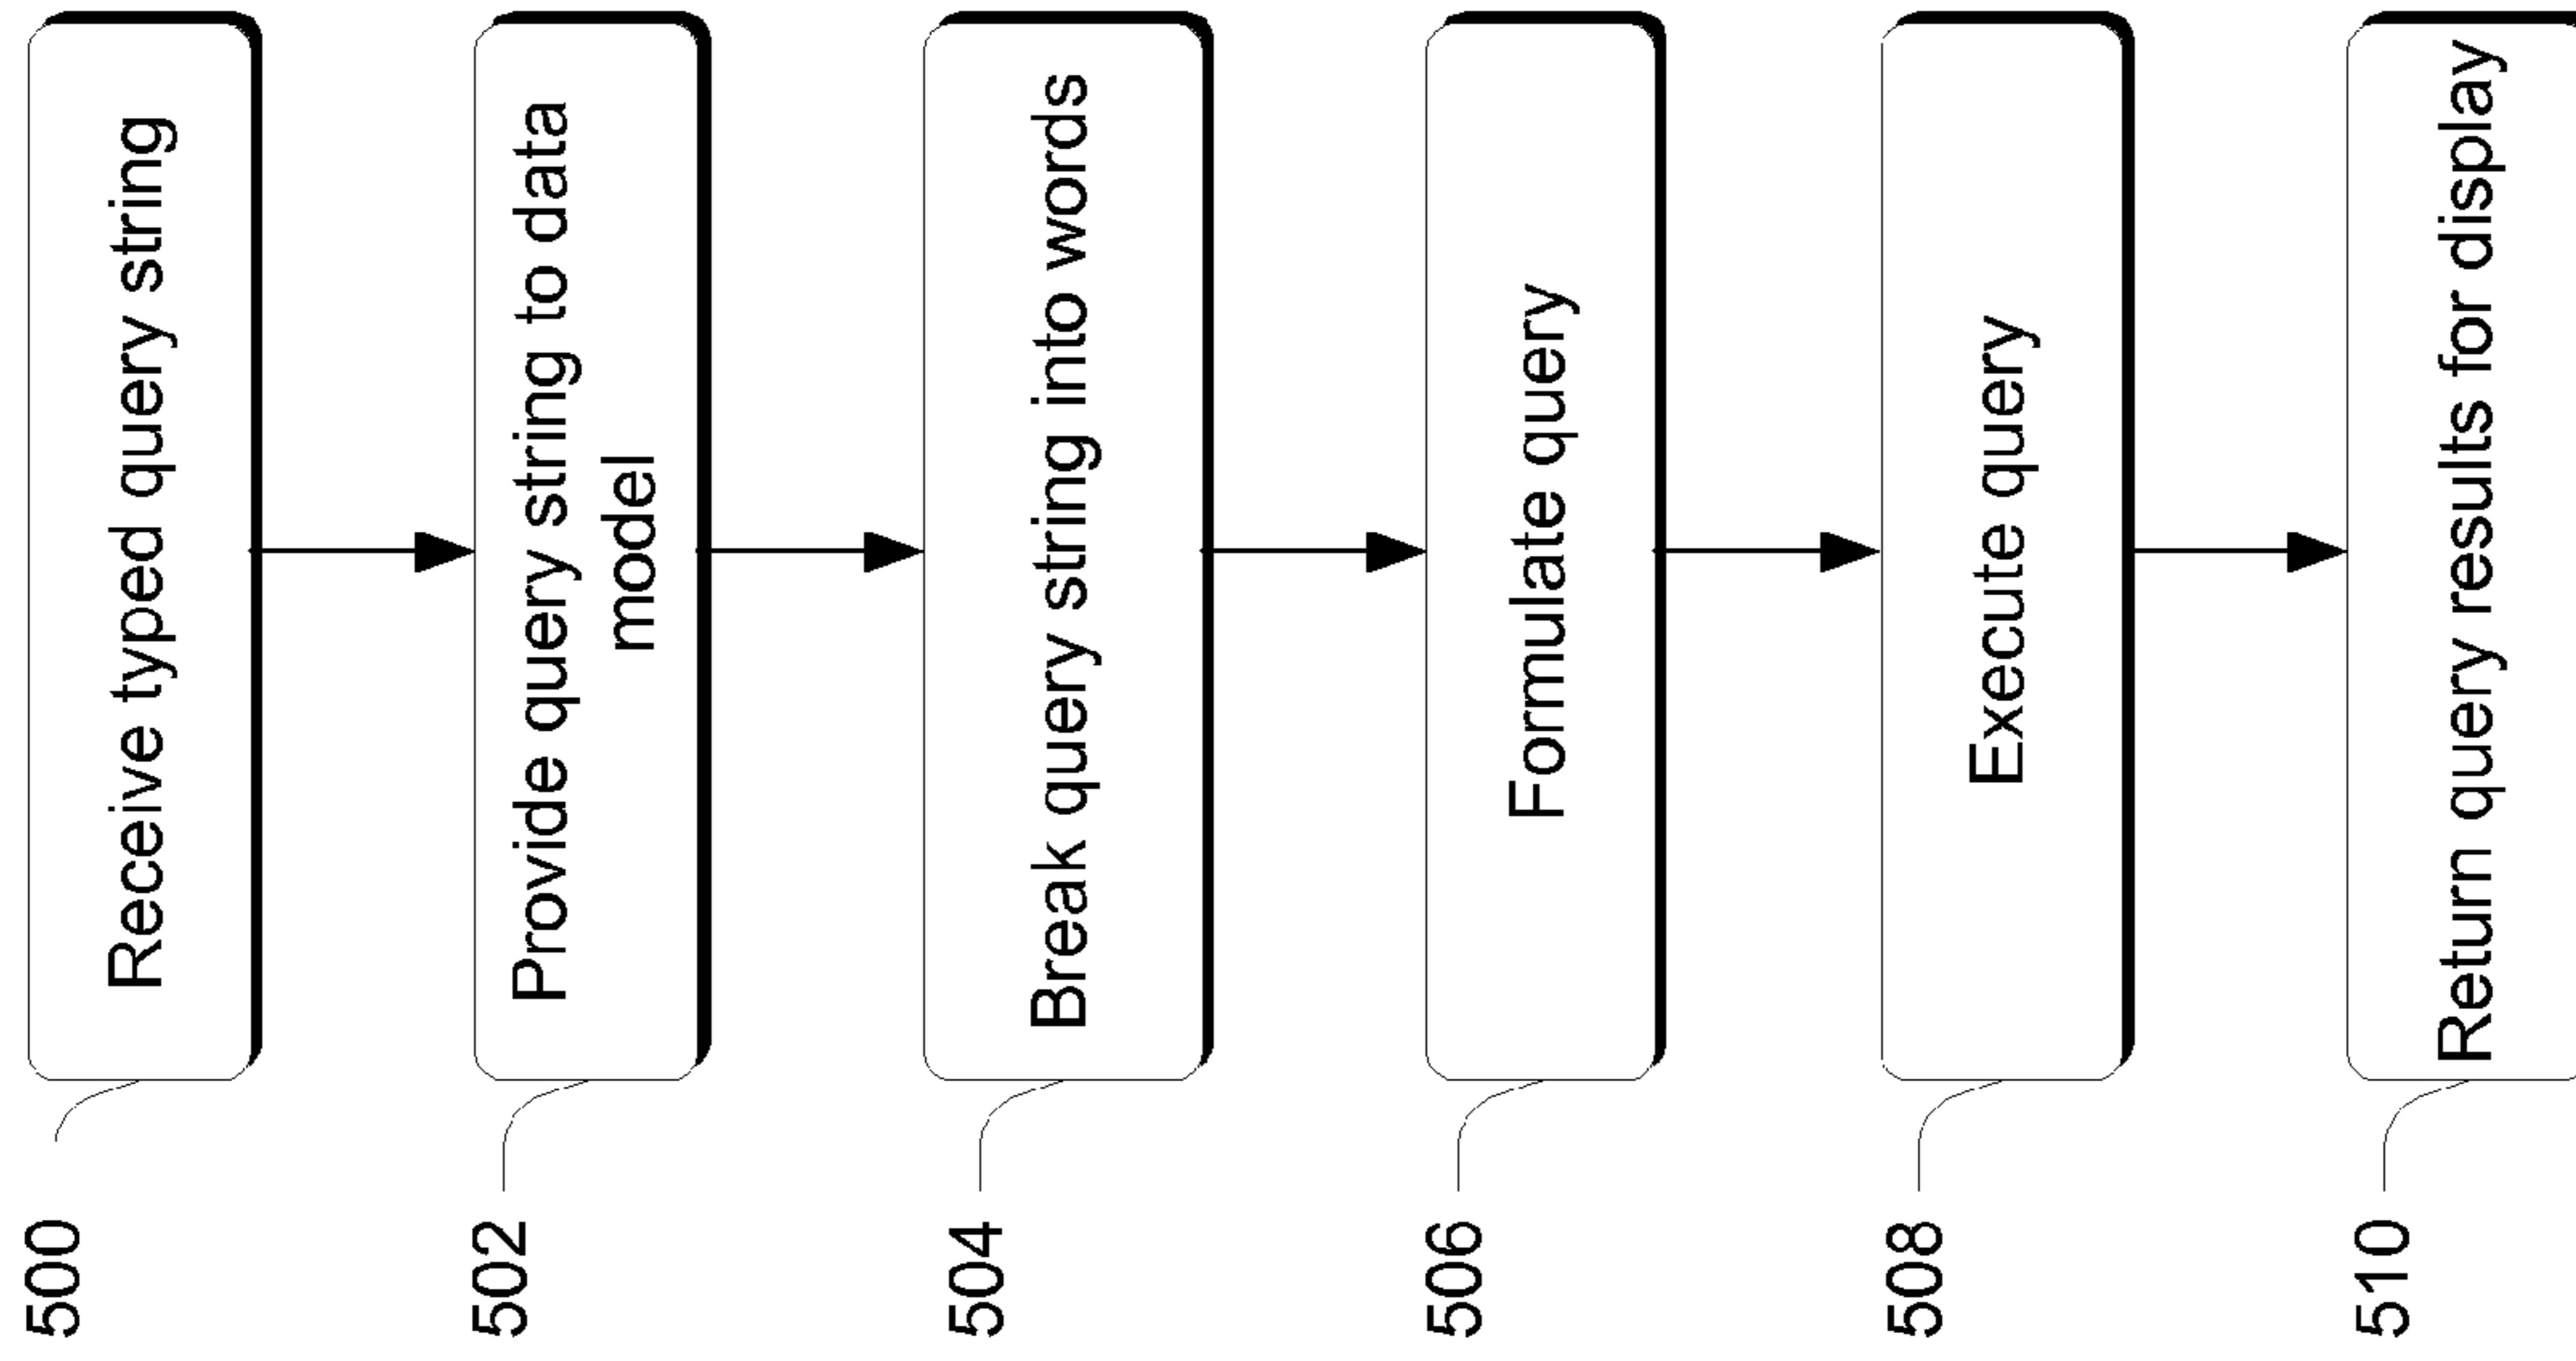 500
Receive typed query string
502
Provide query string to data
model
504
Break query string into words
506
Formulate query
508
Execute query
510
Return query results for display